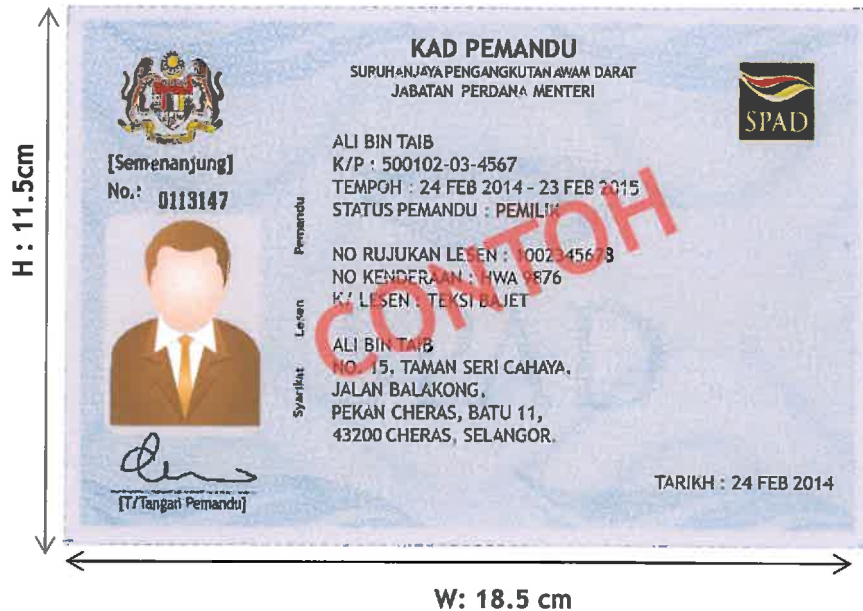 KAD PEMANDU
SURUHANJAYA PENGANGKUTAN AWAM DARAT
JABATAN PERDANA MENTERI
SPAD
[Semenanjung]
No.: 0113147
ALI BIN TAIB
K/P : 500102-03-4567
TEMPOH : 24 FEB 2014 - 23 FEB 2015
STATUS PEMANDU : PEMILIK
Pemandu
NO RUJUKAN LESEN : 1002345678
NO KENDERAAN : HWA 9876
K/ LESEN : TEKSI BAJET
Lesen
ALI BIN TAIB
NO. 15, TAMAN SERI CAHAYA,
JALAN BALAKONG,
PEKAN CHERAS, BATU 11,
43200 CHERAS, SELANGOR.
Syarikat
CONTOH
[T/Tangan Pemandu]
TARIKH : 24 FEB 2014
H : 11.5cm
W: 18.5 cm